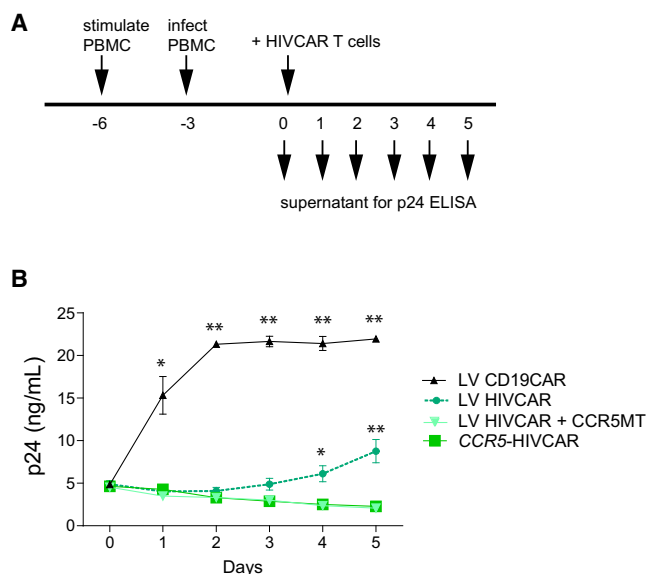 A
stimulate infect
PBMC PBMC + HIVCAR T cells
-6 -3 0 1 2 3 4 5
supernatant for p24 ELISA
B
25
20
15
10
5
0
p24 (ng/mL)
* ** ** ** **
* **
0 1 2 3 4 5
Days
LV CD19CAR
LV HIVCAR
LV HIVCAR + CCR5MT
CCR5-HIVCAR